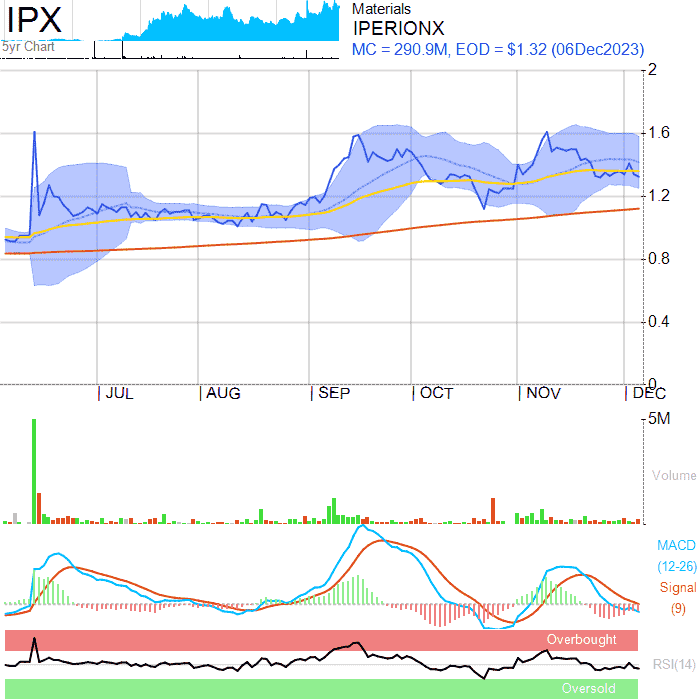 IPX
5yr Chart
Materials
IPERIONX
MC = 290.9M, EOD = $1.32 (06Dec2023)
2
1.6
1.2
0.8
0.4
0
JUL AUG SEP OCT NOV DEC
5M
Volume
MACD
(12-26)
Signal
(9)
Overbought
RSI(14)
Oversold